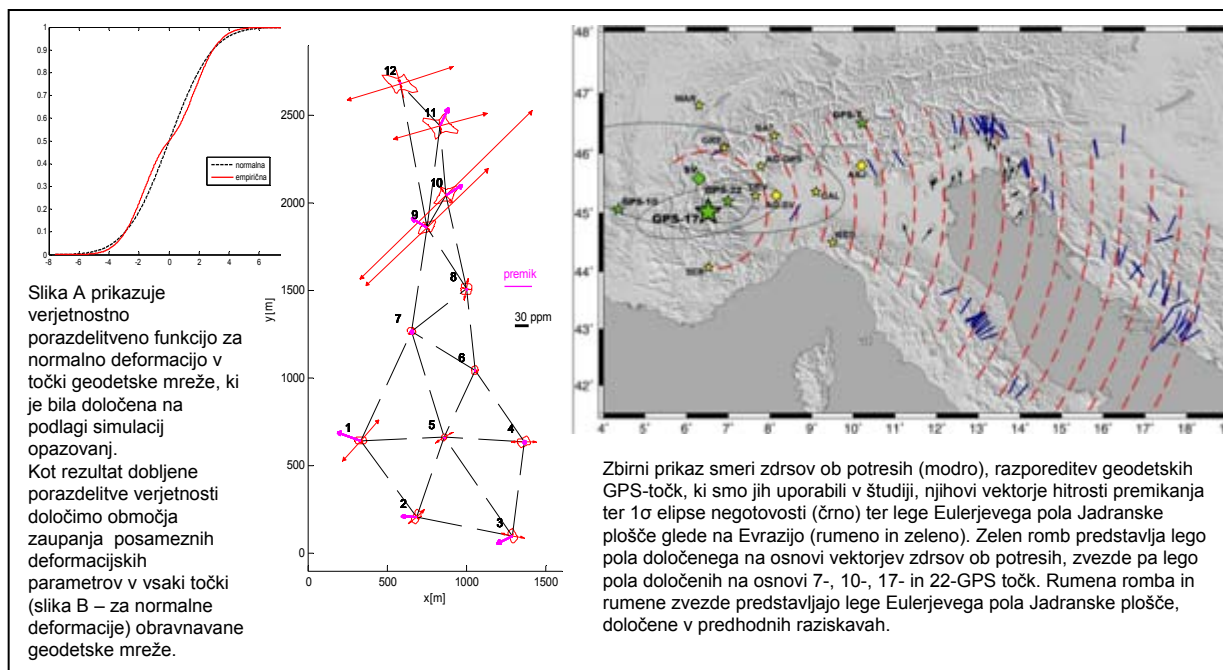 1
0.9
0.8
0.7
0.6
0.5
0.4
0.3
0.2
0.1
0
-8 -6 -4 -2 0 2 4 6
normalna
empirična
Slika A prikazuje
verjetnostno
porazdelitveno funkcijo za
normalno deformacijo v
točki geodetske mreže, ki
je bila določena na
podlagi simulacij
opazovanj.
Kot rezultat dobljene
porazdelitve verjetnosti
določimo območja
zaupanja posameznih
deformacijskih
parametrov v vsaki točki
(slika B – za normalne
deformacije) obravnavane
geodetske mreže.
y[m]
2500
2000
1500
1000
500
0
0 500 1000 1500
x[m]
12
11
10
9
8
7
6
5
4
1
2
3
premik
30 ppm
48˚
47˚
46˚
45˚
44˚
43˚
42˚
4˚ 5˚ 6˚ 7˚ 8˚ 9˚ 10˚ 11˚ 12˚ 13˚ 14˚ 15˚ 16˚ 17˚ 18˚
MAR
GPS-7
GPS-22
GPS-10
GPS-17
CAL
Zbirni prikaz smeri zdrsov ob potresih (modro), razporeditev geodetskih
GPS-točk, ki smo jih uporabili v študiji, njihovi vektorje hitrosti premikanja
ter 1σ elipse negotovosti (črno) ter lege Eulerjevega pola Jadranske
plošče glede na Evrazijo (rumeno in zeleno). Zelen romb predstavlja lego
pola določenega na osnovi vektorjev zdrsov ob potresih, zvezde pa lego
pola določenih na osnovi 7-, 10-, 17- in 22-GPS točk. Rumena romba in
rumene zvezde predstavljajo lege Eulerjevega pola Jadranske plošče,
določene v predhodnih raziskavah.